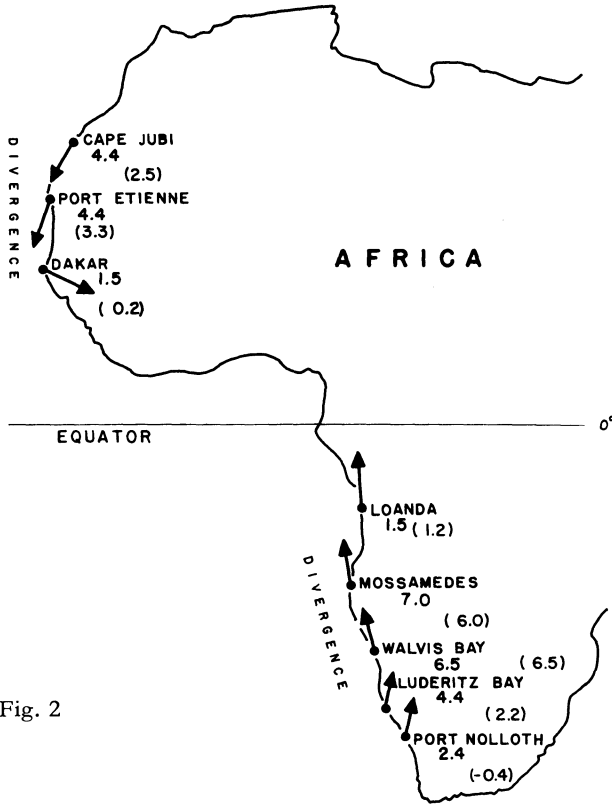 DIVERGENCE
CAPE JUBI
4.4
(2.5)
PORT ETIENNE
4.4
(3.3)
DAKAR
1.5
( 0.2)
AFRICA
EQUATOR
0°
LOANDA
1.5 ( 1.2)
DIVERGENCE
MOSSAMEDES
7.0
( 6.0)
WALVIS BAY
6.5 ( 6.5)
LUDERITZ BAY
4.4
(2.2)
PORT NOLLOTH
2.4
(-0.4)
Fig. 2